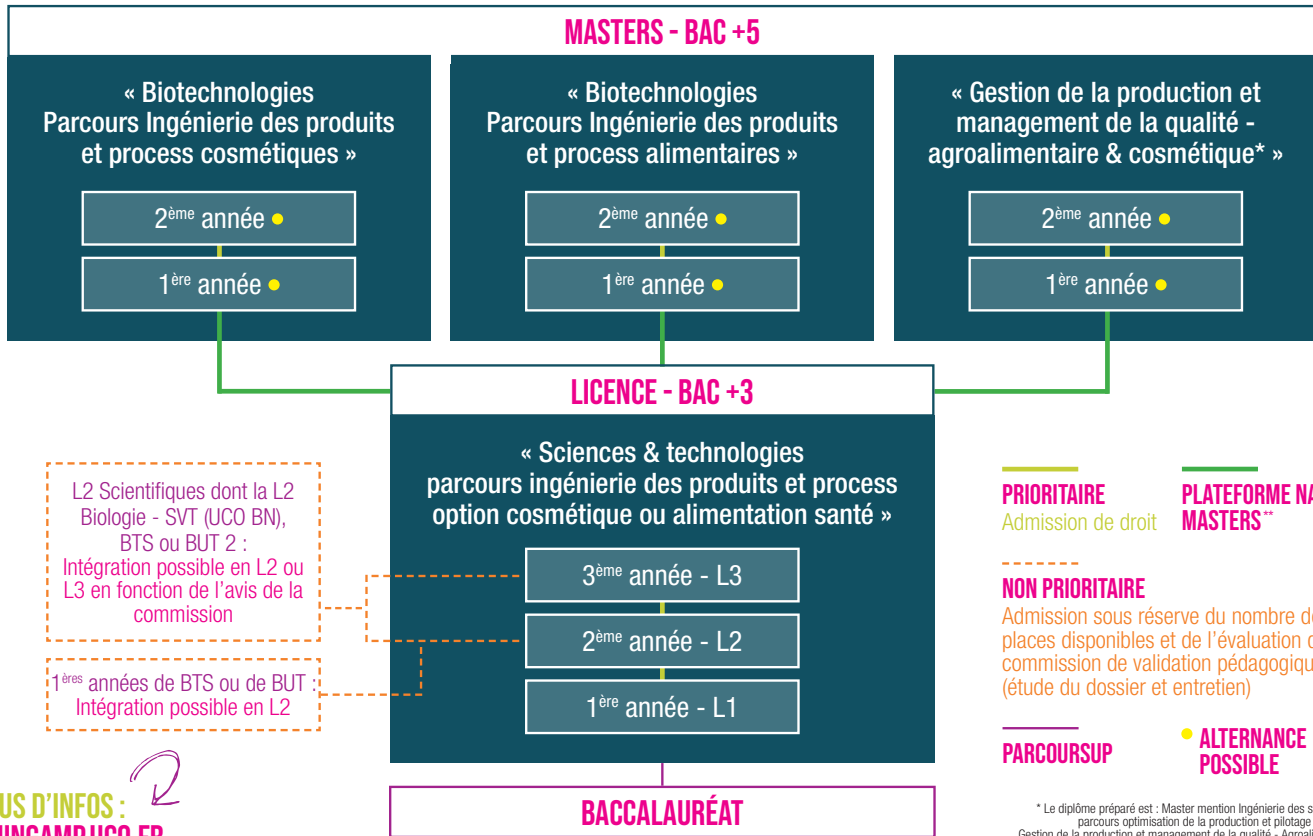 MASTERS - BAC +5
« Biotechnologies
Parcours Ingénierie des produits
et process cosmétiques »
2ème année
1ère année
« Biotechnologies
Parcours Ingénierie des produits
et process alimentaires »
2ème année
1ère année
« Gestion de la production et
management de la qualité -
agroalimentaire & cosmétique* »
2ème année
1ère année
LICENCE - BAC +3
« Sciences & technologies
parcours ingénierie des produits et process
option cosmétique ou alimentation santé »
3ème année - L3
2ème année - L2
1ère année - L1
L2 Scientifiques dont la L2
Biologie - SVT (UCO BN),
BTS ou BUT 2 :
Intégration possible en L2 ou
L3 en fonction de l'avis de la
commission
1ères années de BTS ou de BUT :
Intégration possible en L2
PRIORITAIRE
Admission de droit
PLATEFORME
MASTERS**
NON PRIORITAIRE
Admission sous réserve du nombre de
places disponibles et de l'évaluation
commission de validation pédagogique
(étude du dossier et entretien)
PARCOURSUP
ALTERNANCE
POSSIBLE
BACCALAURÉAT
D'INFOS :
* Le diplôme préparé est : Master mention Ingénierie des
parcours optimisation de la production et pilotage
Gestion de la production et management de la qualité -